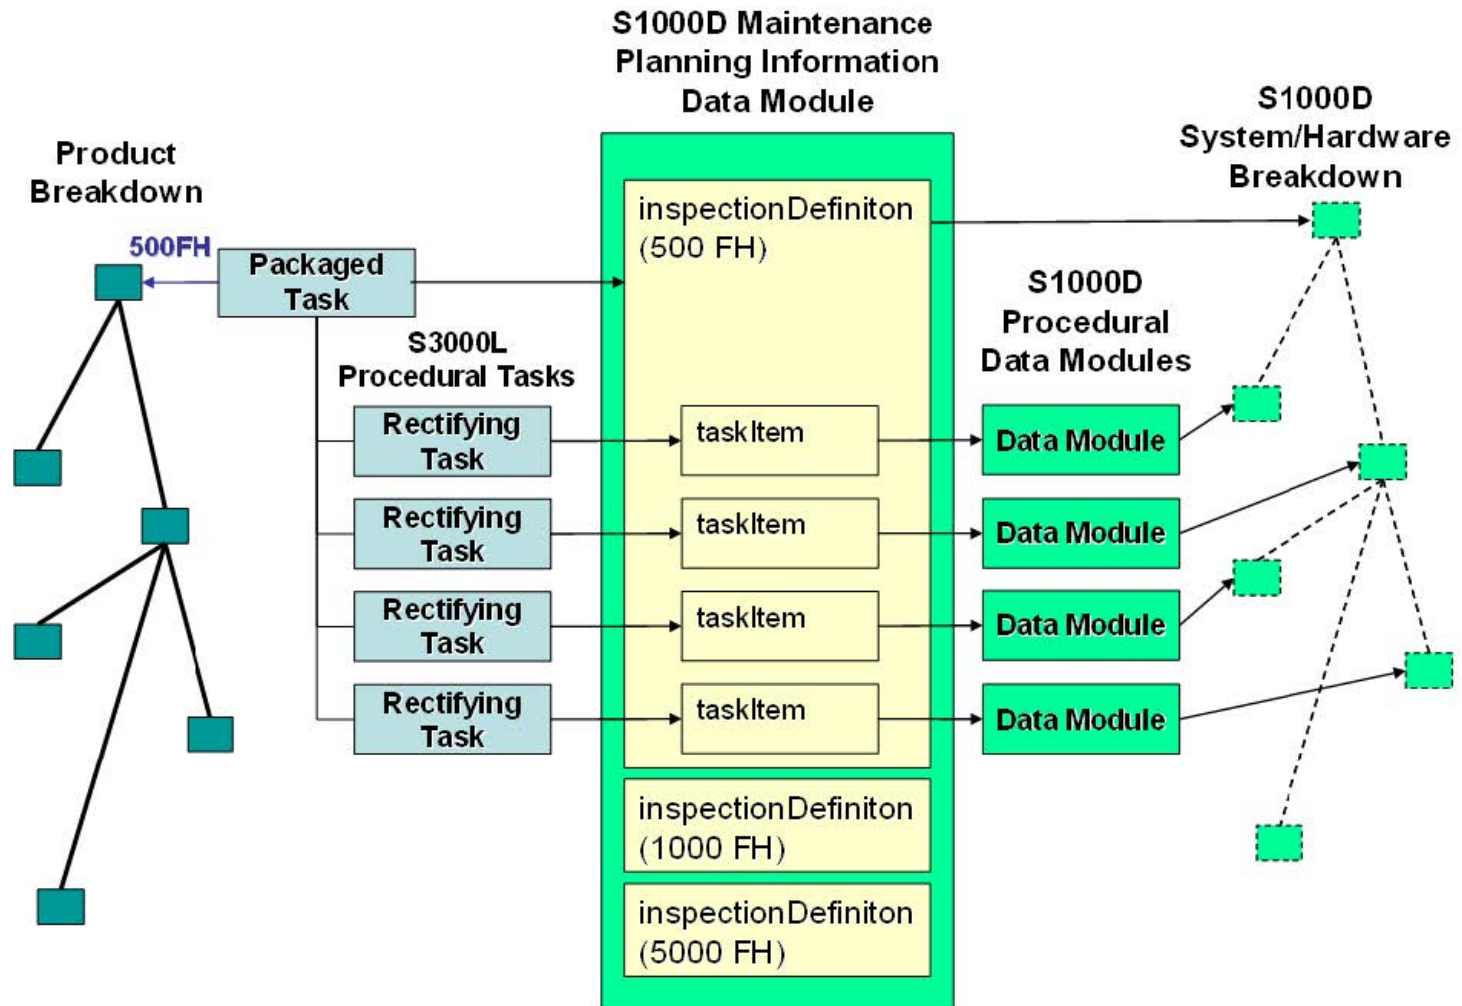 S1000D Maintenance
Planning Information
Data Module
S1000D
System/Hardware
Breakdown
Product
Breakdown
inspectionDefiniton
(500 FH)
500FH
Packaged
Task
S1000D
Procedural
Data Modules
S3000L
Procedural Tasks
Rectifying
Task
taskItem
Data Module
Rectifying
Task
taskItem
Data Module
Rectifying
Task
taskItem
Data Module
Rectifying
Task
taskItem
Data Module
inspectionDefiniton
(1000 FH)
inspectionDefiniton
(5000 FH)